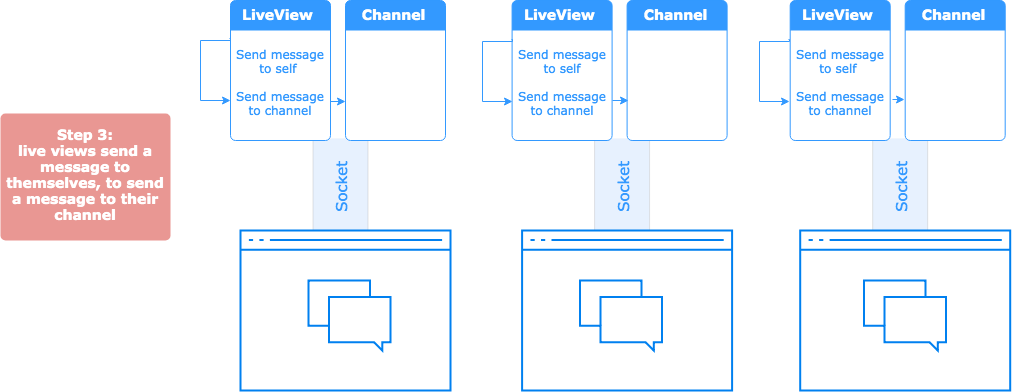 LiveView
Channel
Send message
to self
Send message
to channel
LiveView
Channel
Send message
to self
Send message
to channel
LiveView
Channel
Send message
to self
Send message
to channel
Step 3:
live views send a
message to
themselves, to send
a message to their
channel
Socket
Socket
Socket